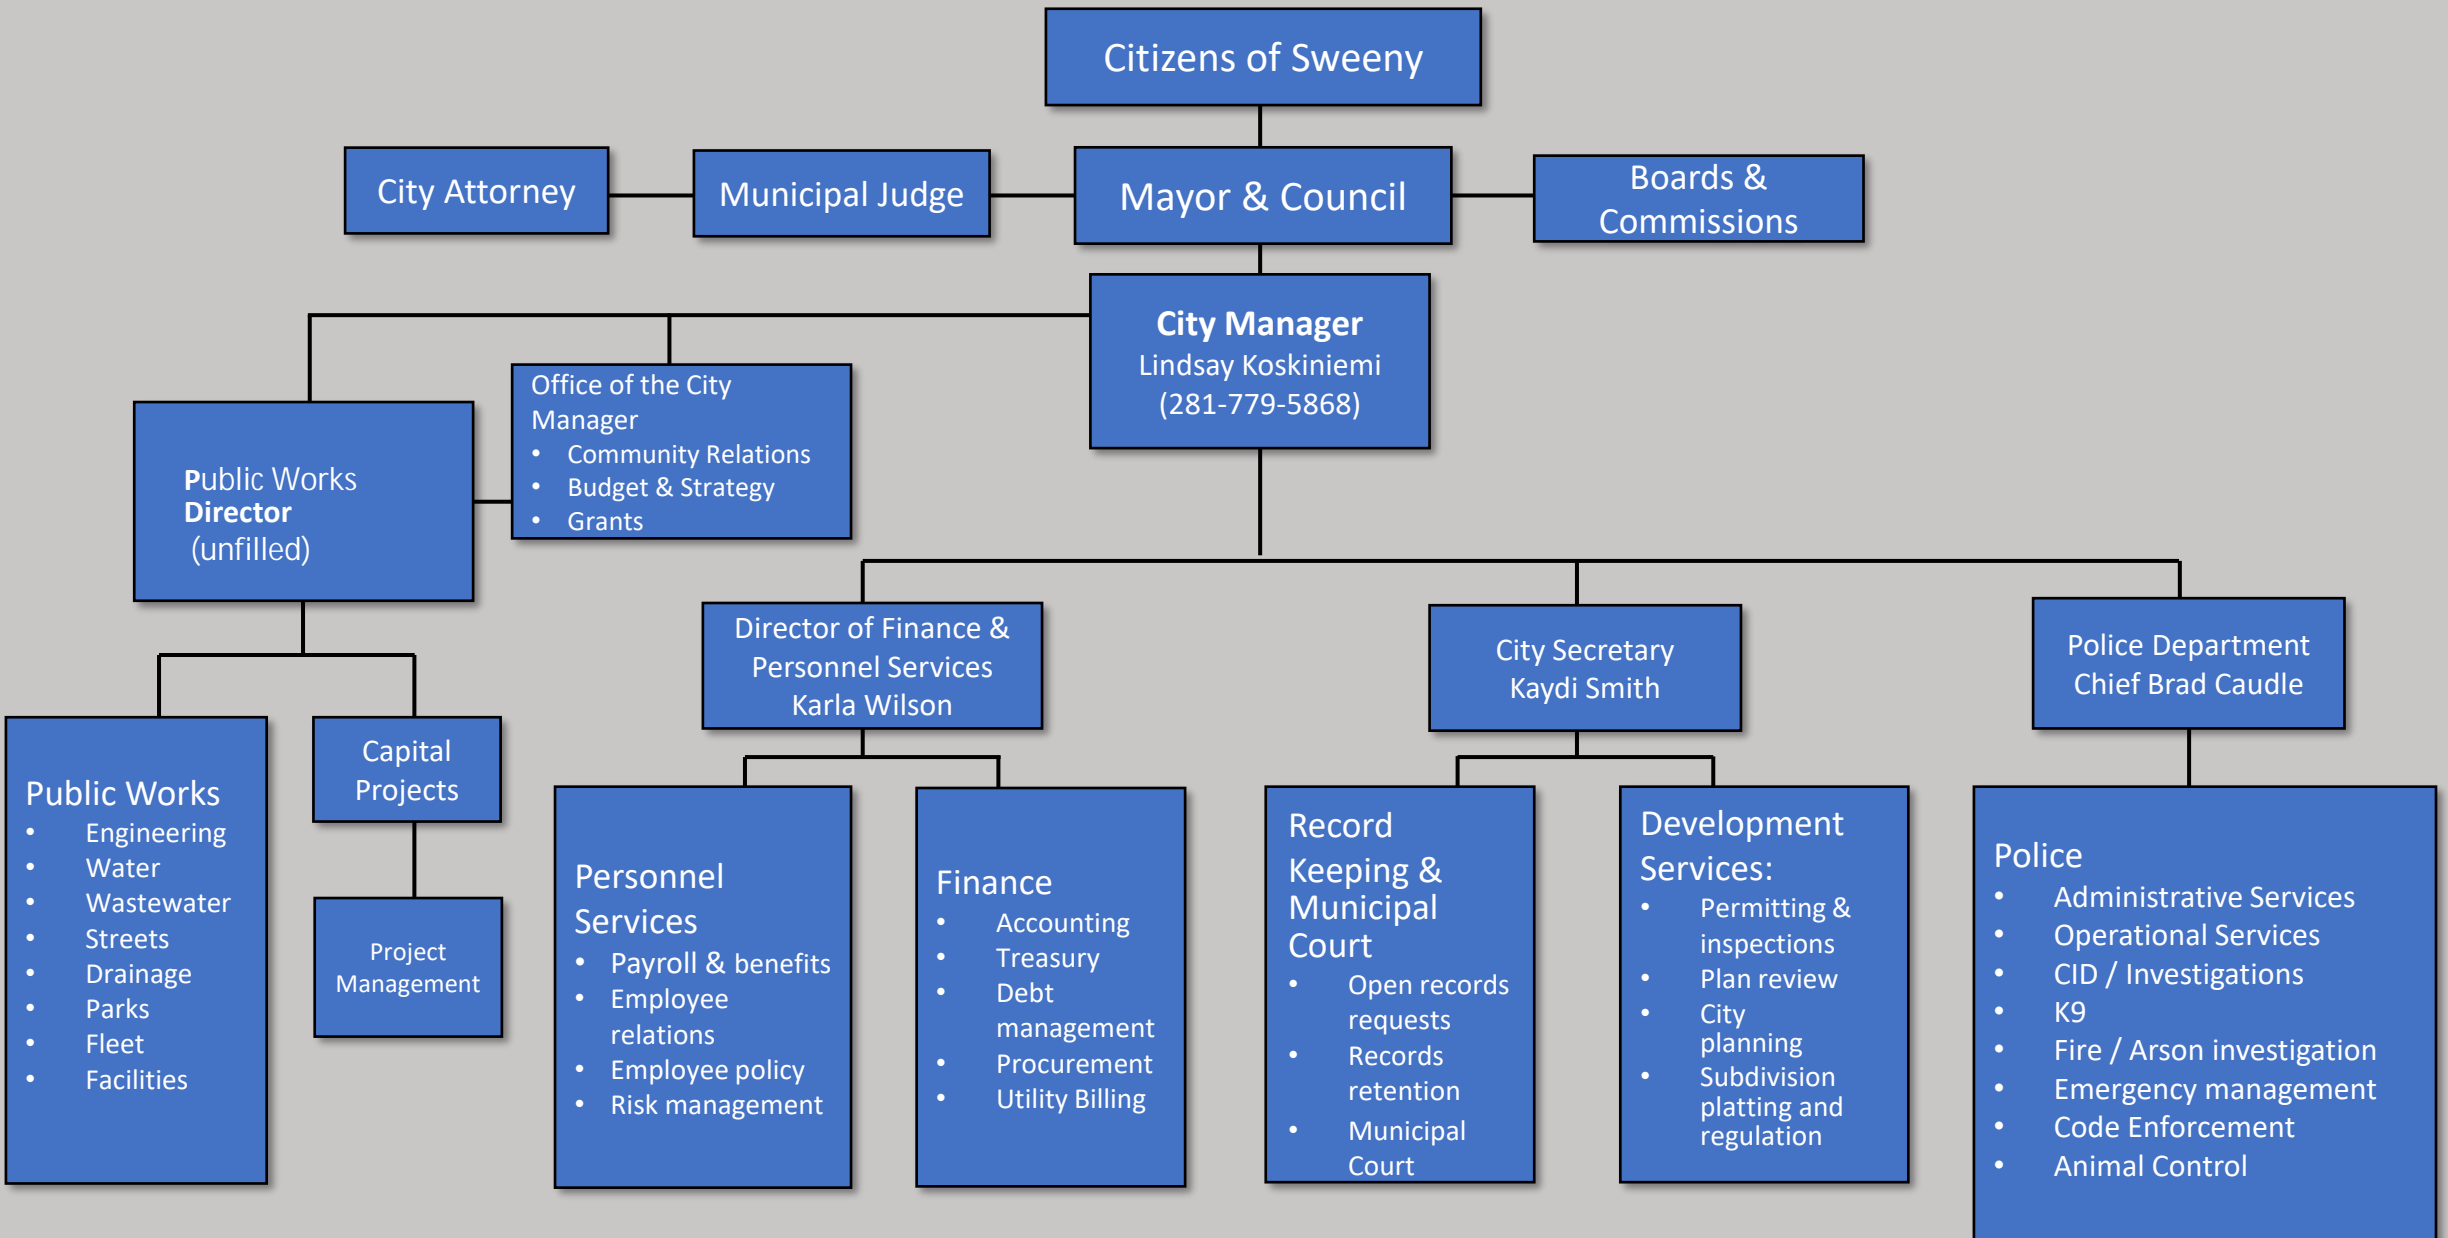 Citizens of Sweeny
City Attorney
Municipal Judge
Mayor & Council
Boards &
Commissions
City Manager
Lindsay Koskiniemi
(281-779-5868)
Office of the City
Manager
• Community Relations
• Budget & Strategy
• Grants
Public Works
Director
(unfilled)
Director of Finance &
Personnel Services
Karla Wilson
City Secretary
Kaydi Smith
Police Department
Chief Brad Caudle
Public Works
• Engineering
• Water
• Wastewater
• Streets
• Drainage
• Parks
• Fleet
• Facilities
Capital
Projects
Project
Management
Personnel
Services
• Payroll & benefits
• Employee
relations
• Employee policy
• Risk management
Finance
• Accounting
• Treasury
• Debt
management
• Procurement
• Utility Billing
Record
Keeping &
Municipal
Court
• Open records
requests
• Records
retention
• Municipal
Court
Development
Services:
• Permitting &
inspections
• Plan review
• City
planning
• Subdivision
platting and
regulation
Police
• Administrative Services
• Operational Services
• CID / Investigations
• K9
• Fire / Arson investigation
• Emergency management
• Code Enforcement
• Animal Control